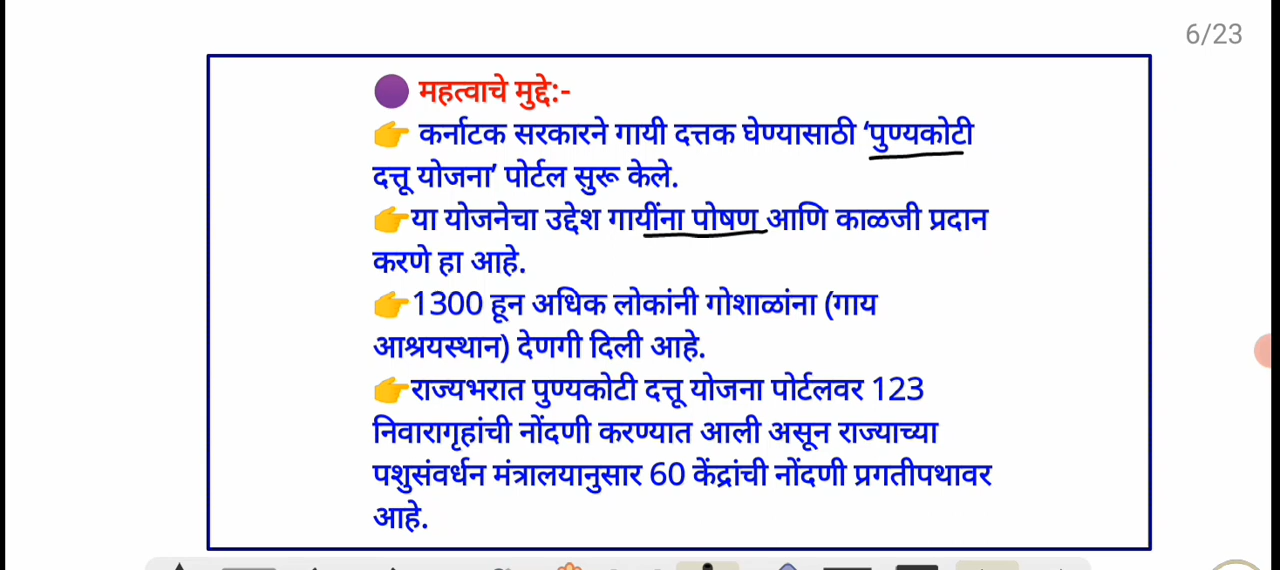 6/23
🟣 महत्वाचे मुद्दे:-
👉 कर्नाटक सरकारने गायी दत्तक घेण्यासाठी ‘पुण्यकोटी
दत्तू योजना’ पोर्टल सुरू केले.
👉या योजनेचा उद्देश गायींना पोषण आणि काळजी प्रदान
करणे हा आहे.
👉1300 हून अधिक लोकांनी गोशाळांना (गाय
आश्रयस्थान) देणगी दिली आहे.
👉राज्यभरात पुण्यकोटी दत्तू योजना पोर्टलवर 123
निवारागृहांची नोंदणी करण्यात आली असून राज्याच्या
पशुसंवर्धन मंत्रालयानुसार 60 केंद्रांची नोंदणी प्रगतीपथावर
आहे.